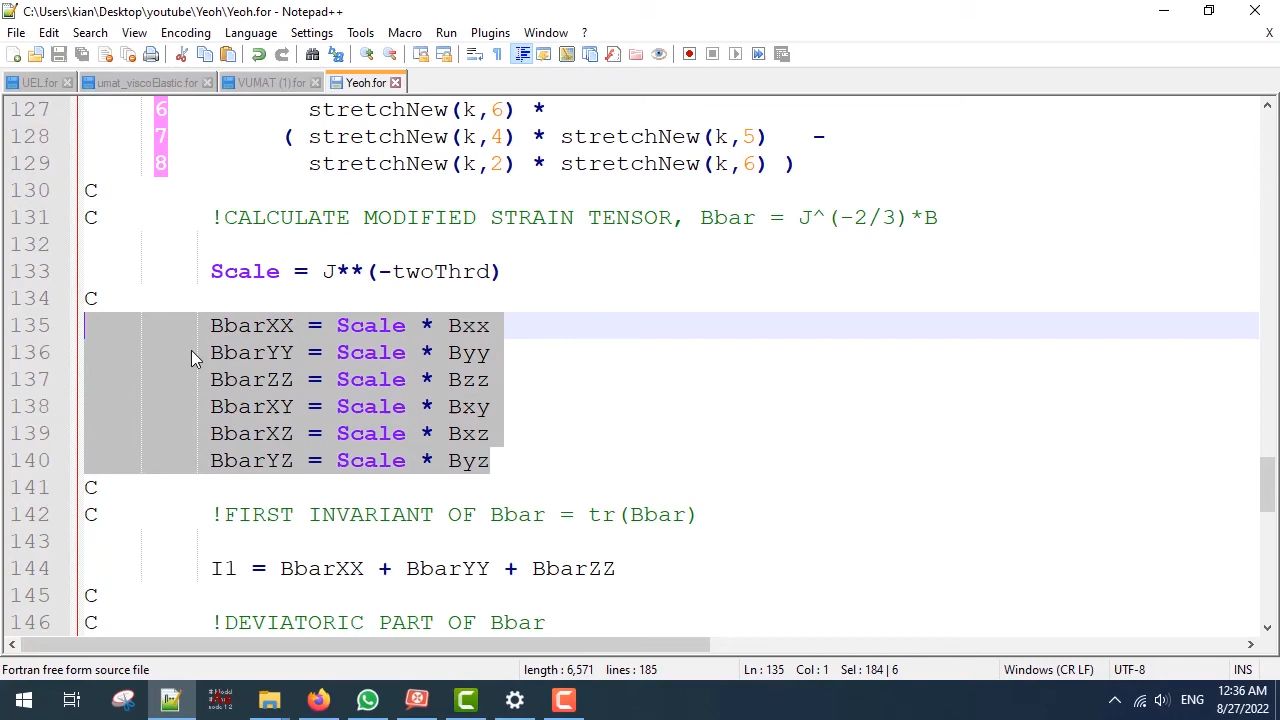 C:\Users\kian\Desktop\youtube\Yeoh\Yeoh.for - Notepad++
File Edit Search View Encoding Language Settings Tools Macro Run Plugins Window ? X
UEL.for umat_viscoElastic.for VUMAT (1).for Yeoh.for
127 6 stretchNew(k,6) *
128 7 ( stretchNew(k,4) * stretchNew(k,5) -
129 8 stretchNew(k,2) * stretchNew(k,6) )
130 C
131 C !CALCULATE MODIFIED STRAIN TENSOR, Bbar = J^(-2/3)*B
132
133 Scale = J**(-twoThrd)
134 C
135 BbarXX = Scale * Bxx
136 BbarYY = Scale * Byy
137 BbarZZ = Scale * Bzz
138 BbarXY = Scale * Bxy
139 BbarXZ = Scale * Bxz
140 BbarYZ = Scale * Byz
141 C
142 C !FIRST INVARIANT OF Bbar = tr(Bbar)
143
144 I1 = BbarXX + BbarYY + BbarZZ
145 C
146 C !DEVIATORIC PART OF Bbar
Fortran free form source file length : 6,571 lines : 185 Ln : 135 Col : 1 Sel : 184 | 6 Windows (CR LF) UTF-8 INS
ENG 12:36 AM
8/27/2022